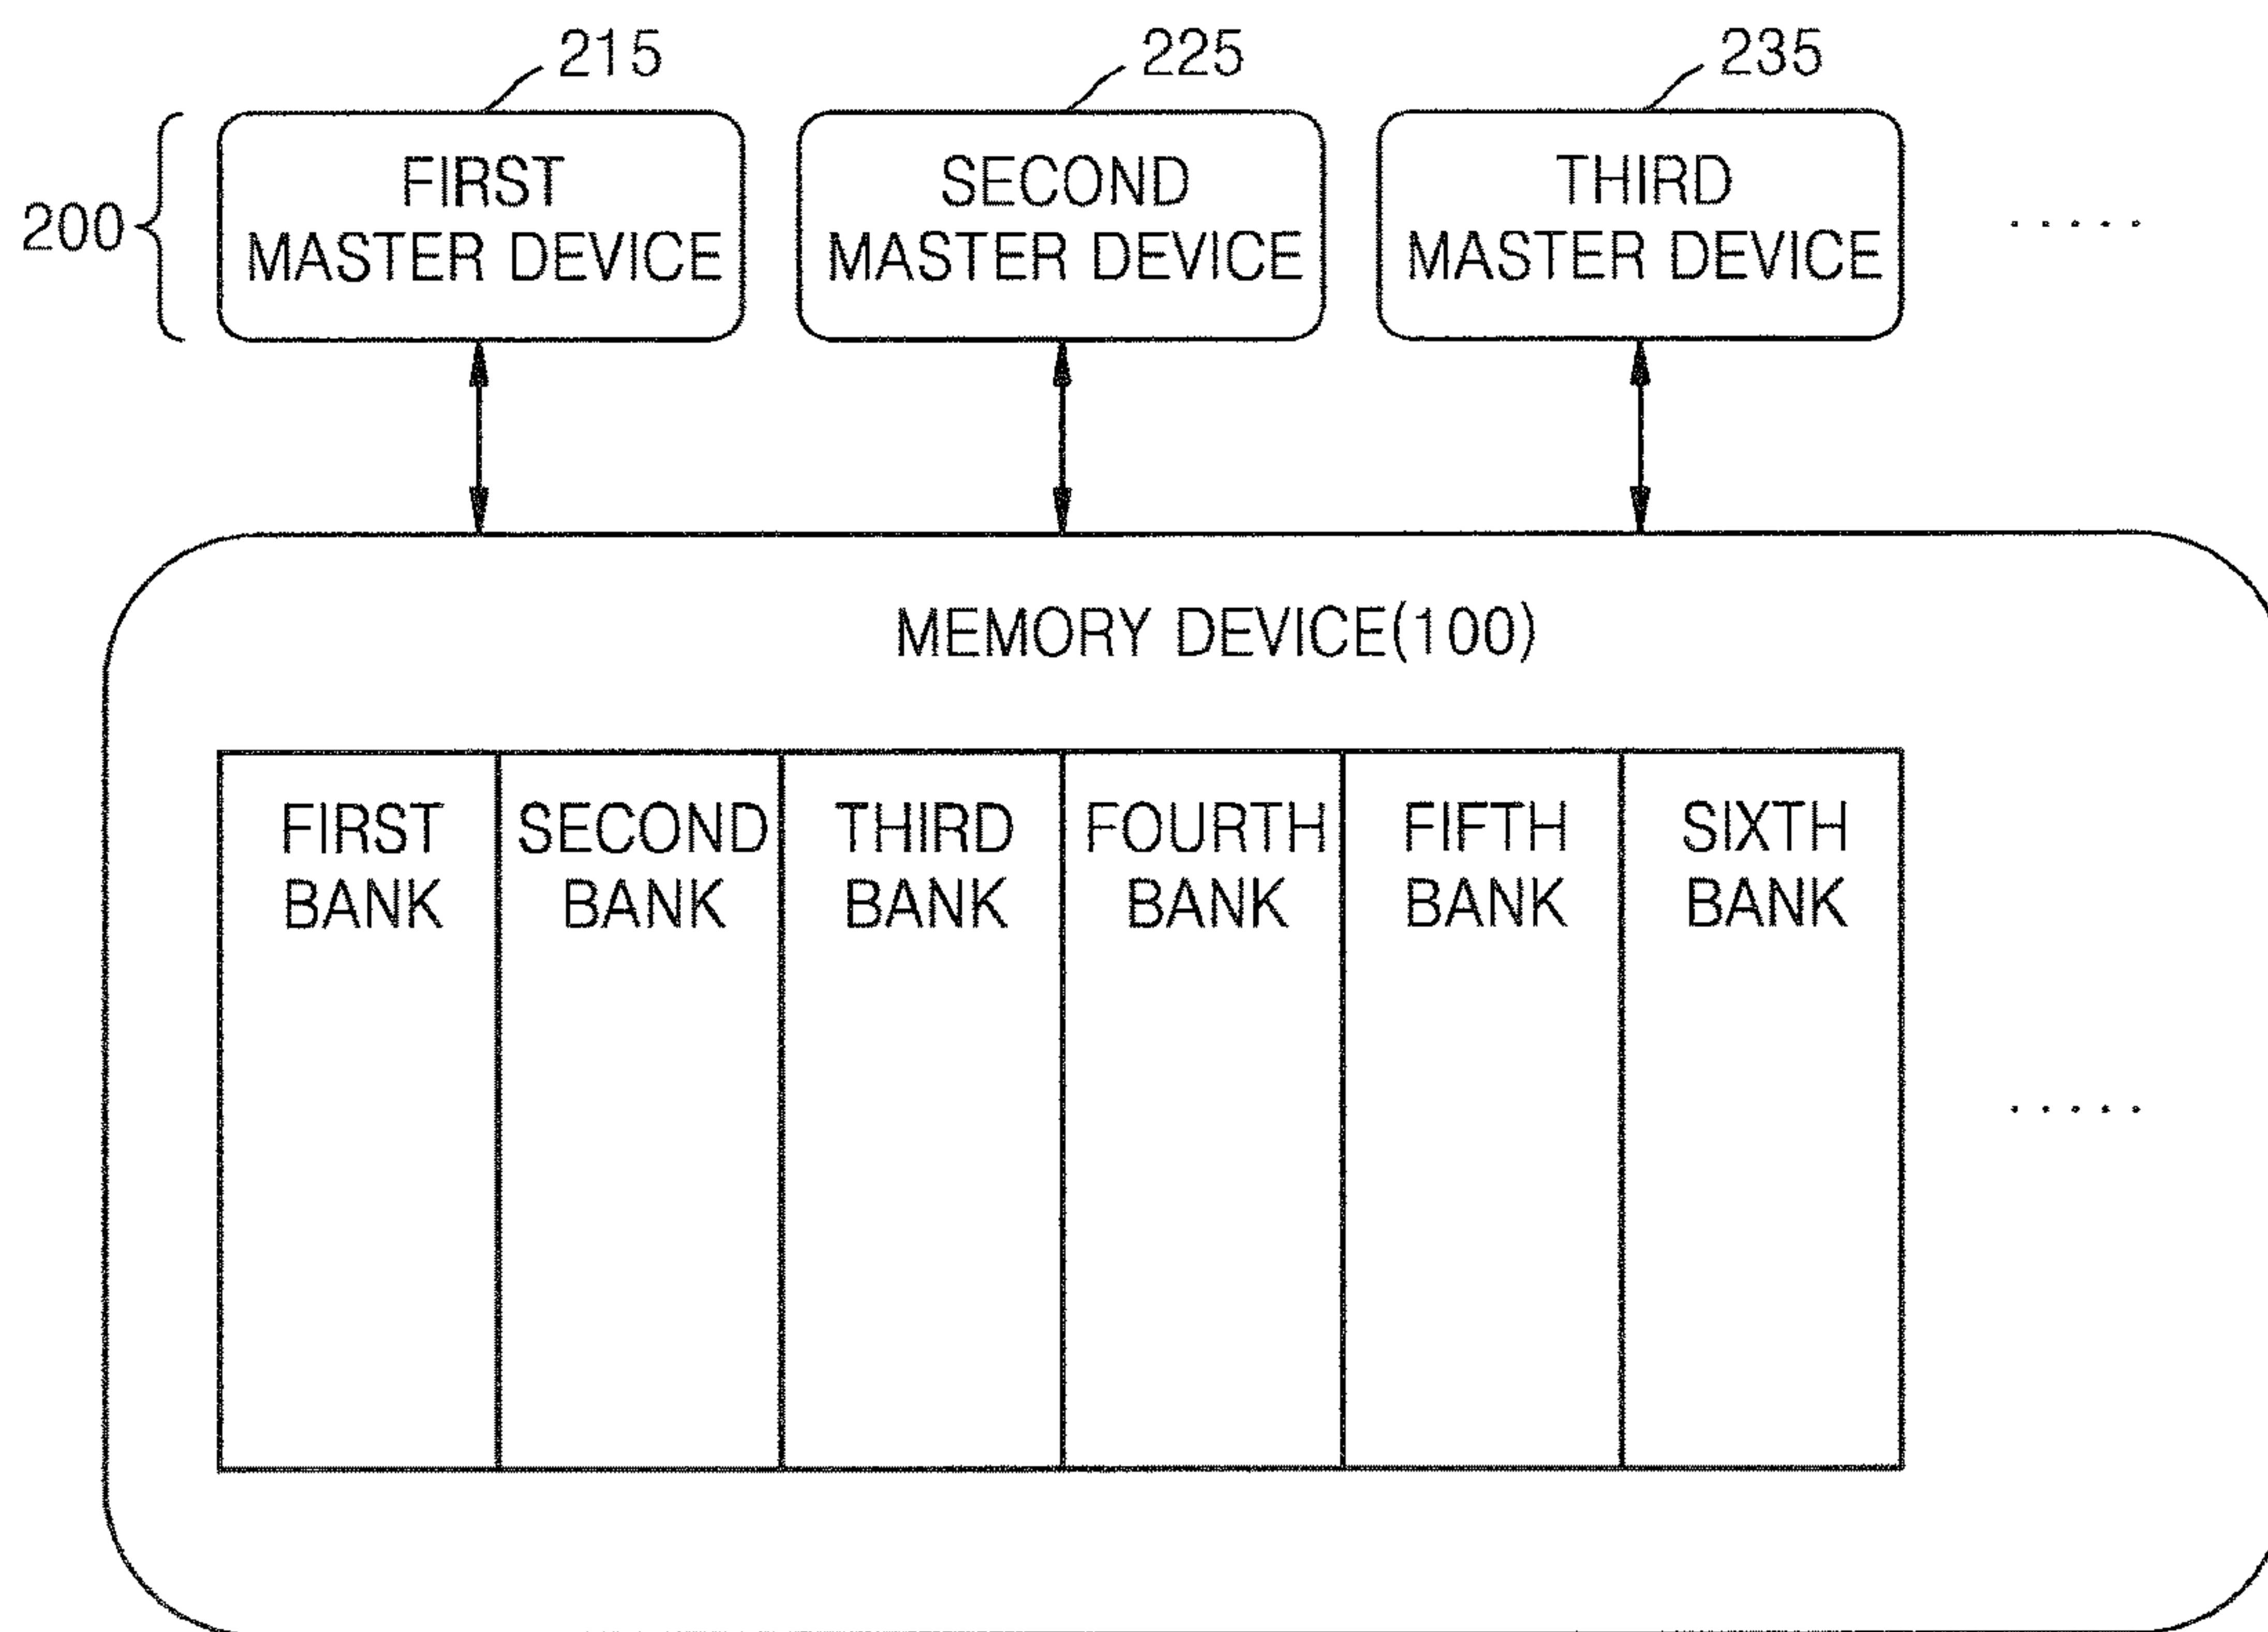 215
225
235
200
FIRST
MASTER DEVICE
SECOND
MASTER DEVICE
THIRD
MASTER DEVICE
.....
MEMORY DEVICE(100)
FIRST
BANK
SECOND
BANK
THIRD
BANK
FOURTH
BANK
FIFTH
BANK
SIXTH
BANK
.....